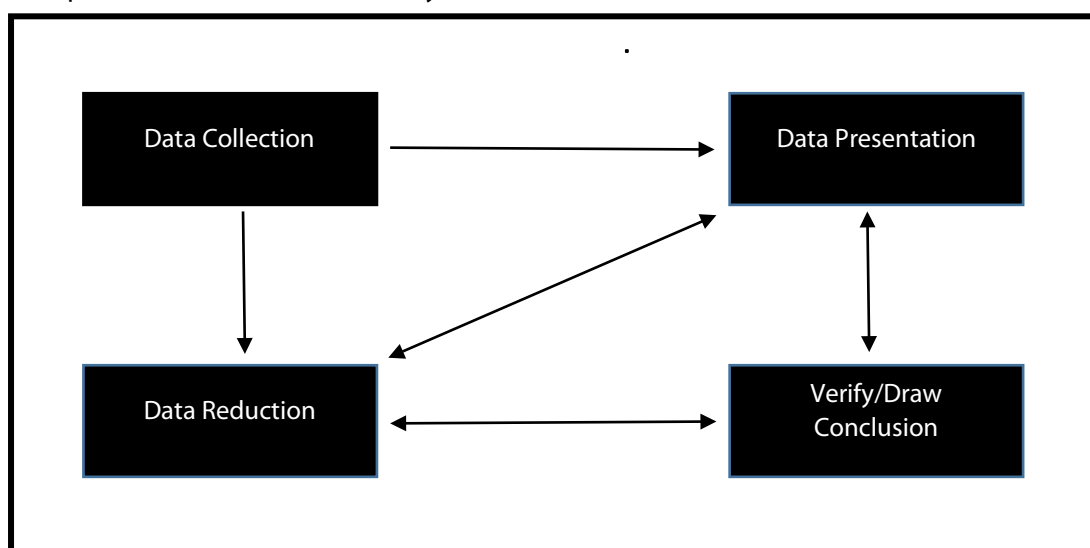 Data Collection
Data Presentation
Data Reduction
Verify/Draw
Conclusion